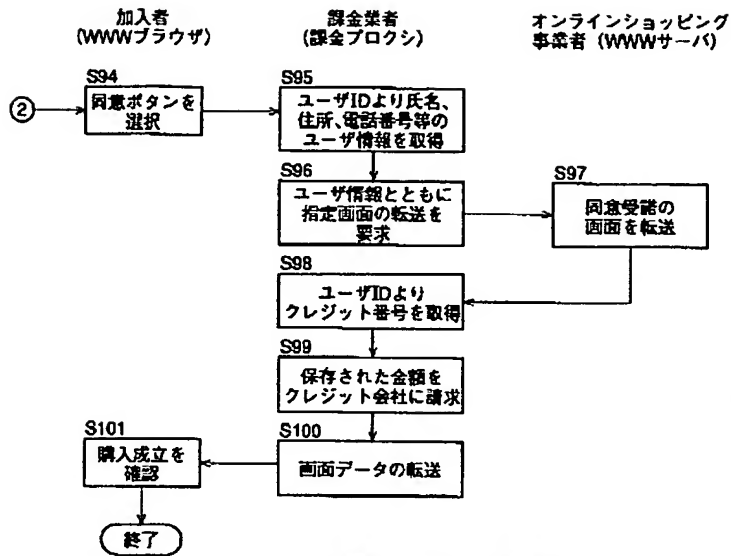 加入者
(WWWブラウザ)
課金業者
(課金プロクシ)
オンラインショッピング
事業者 (WWWサーバ)
②
S94
同意ボタンを
選択
S95
ユーザIDより氏名、
住所、電話番号等の
ユーザ情報を取得
S96
ユーザ情報とともに
指定画面の転送を
要求
S97
同意受諾の
画面を転送
S98
ユーザIDより
クレジット番号を取得
S99
保存された金額を
クレジット会社に請求
S100
画面データの転送
S101
購入成立を
確認
終了